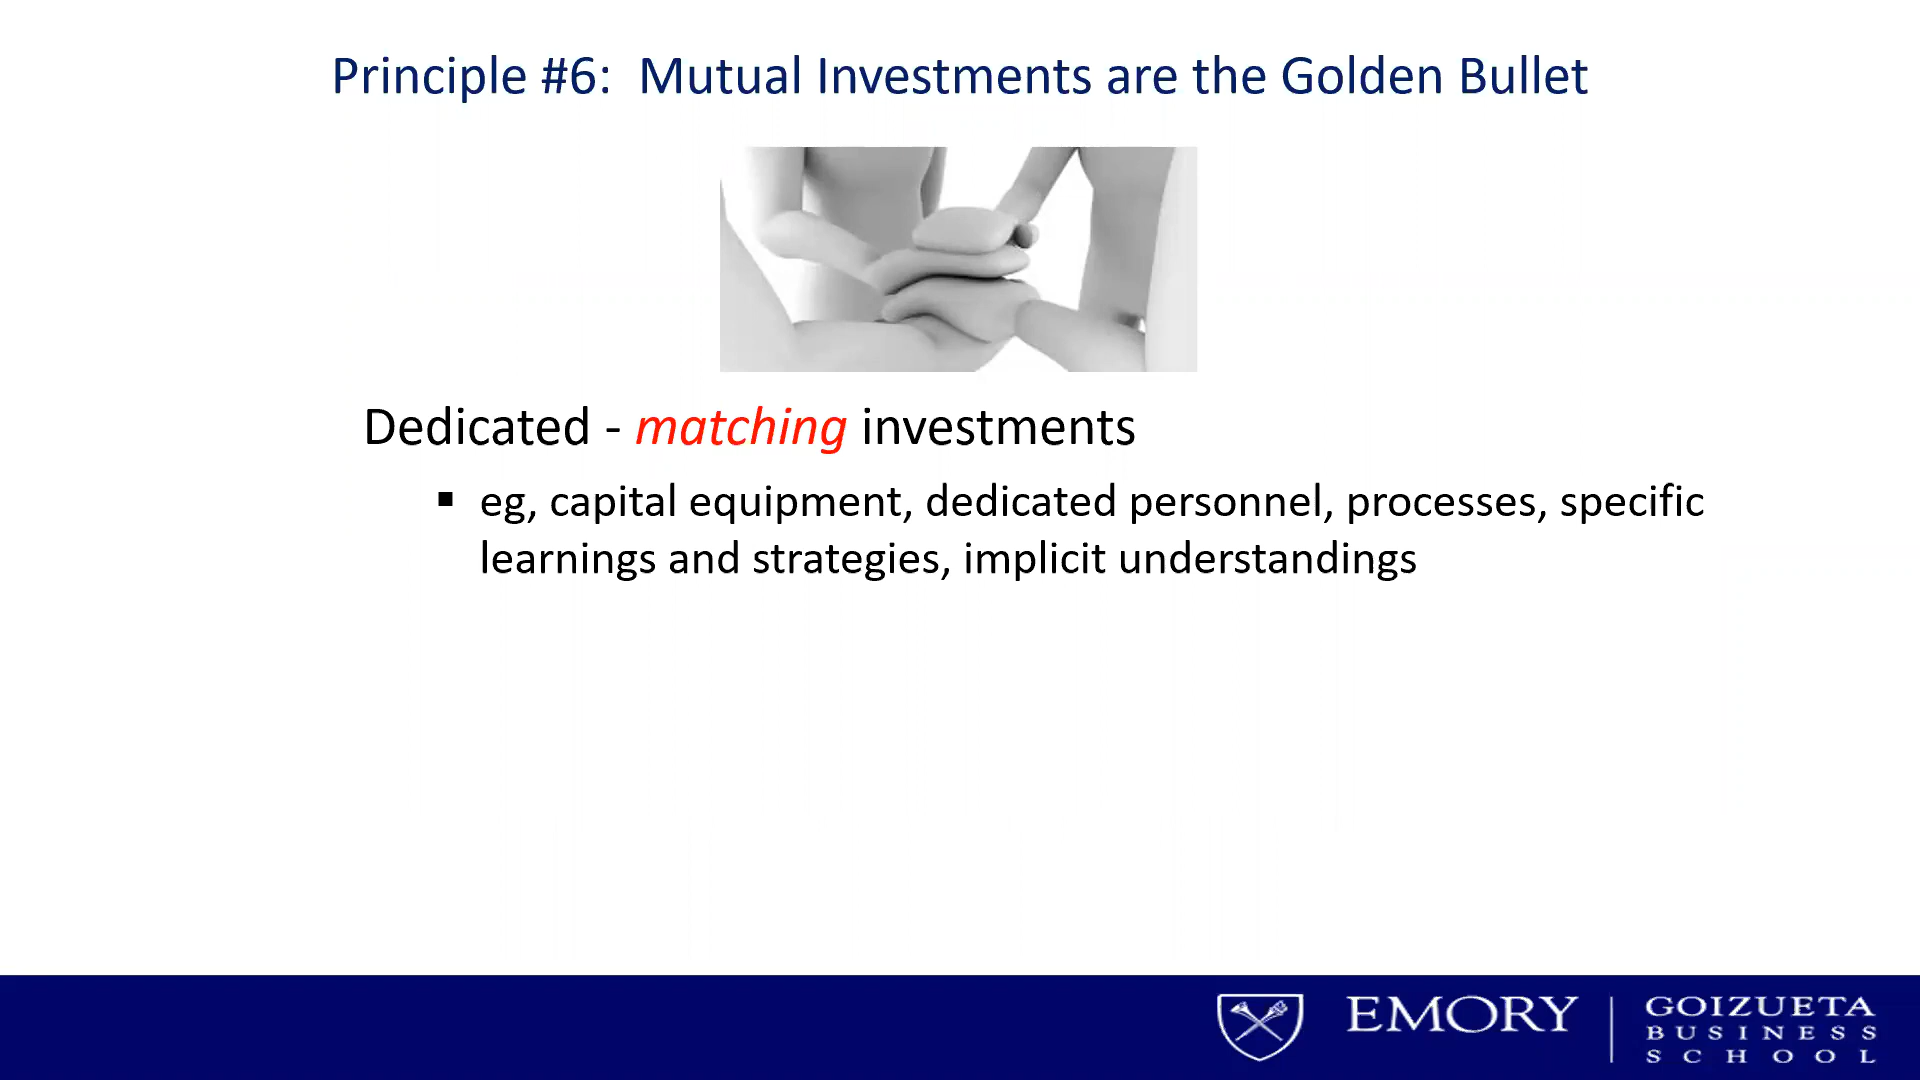 Principle #6: Mutual Investments are the Golden Bullet
Dedicated - matching investments
▪ eg, capital equipment, dedicated personnel, processes, specific
learnings and strategies, implicit understandings
EMORY
GOIZUETA
BUSINESS
SCHOOL